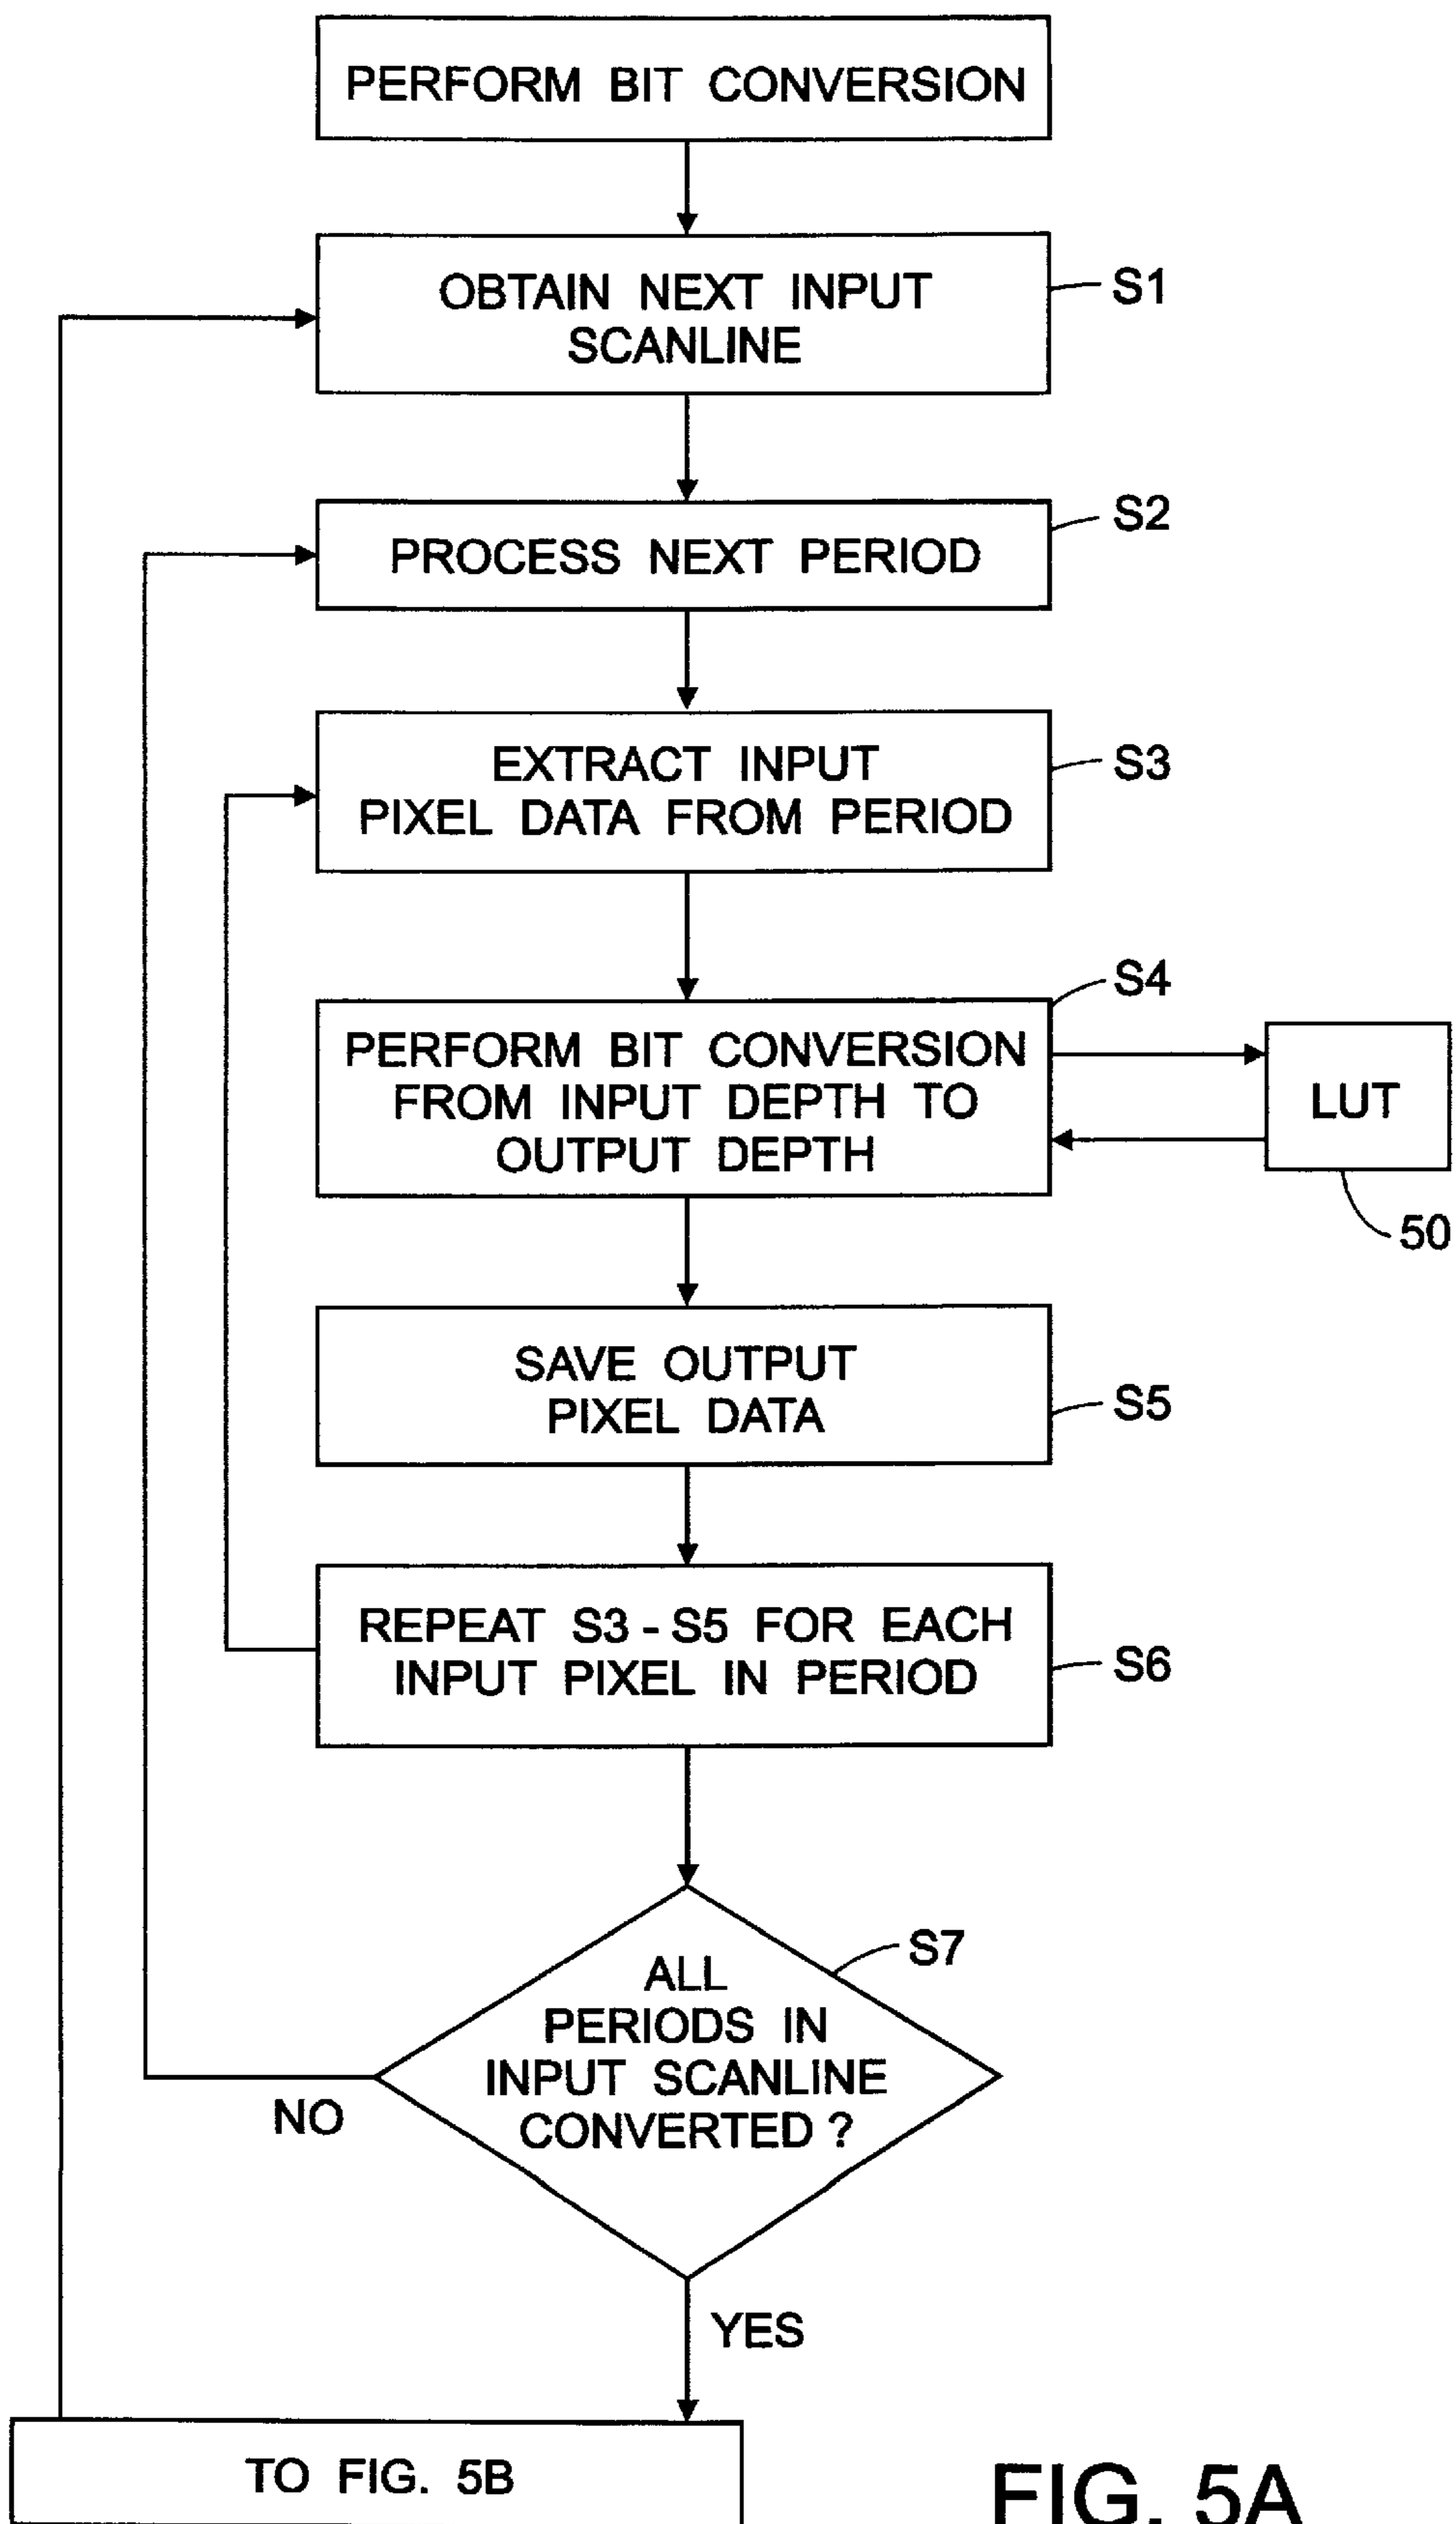 PERFORM BIT CONVERSION
OBTAIN NEXT INPUT
SCANLINE
S1
PROCESS NEXT PERIOD
S2
EXTRACT INPUT
PIXEL DATA FROM PERIOD
S3
PERFORM BIT CONVERSION
FROM INPUT DEPTH TO
OUTPUT DEPTH
S4
LUT
50
SAVE OUTPUT
PIXEL DATA
S5
REPEAT S3 - S5 FOR EACH
INPUT PIXEL IN PERIOD
S6
ALL
PERIODS IN
INPUT SCANLINE
CONVERTED ?
S7
NO
YES
TO FIG. 5B
FIG. 5A